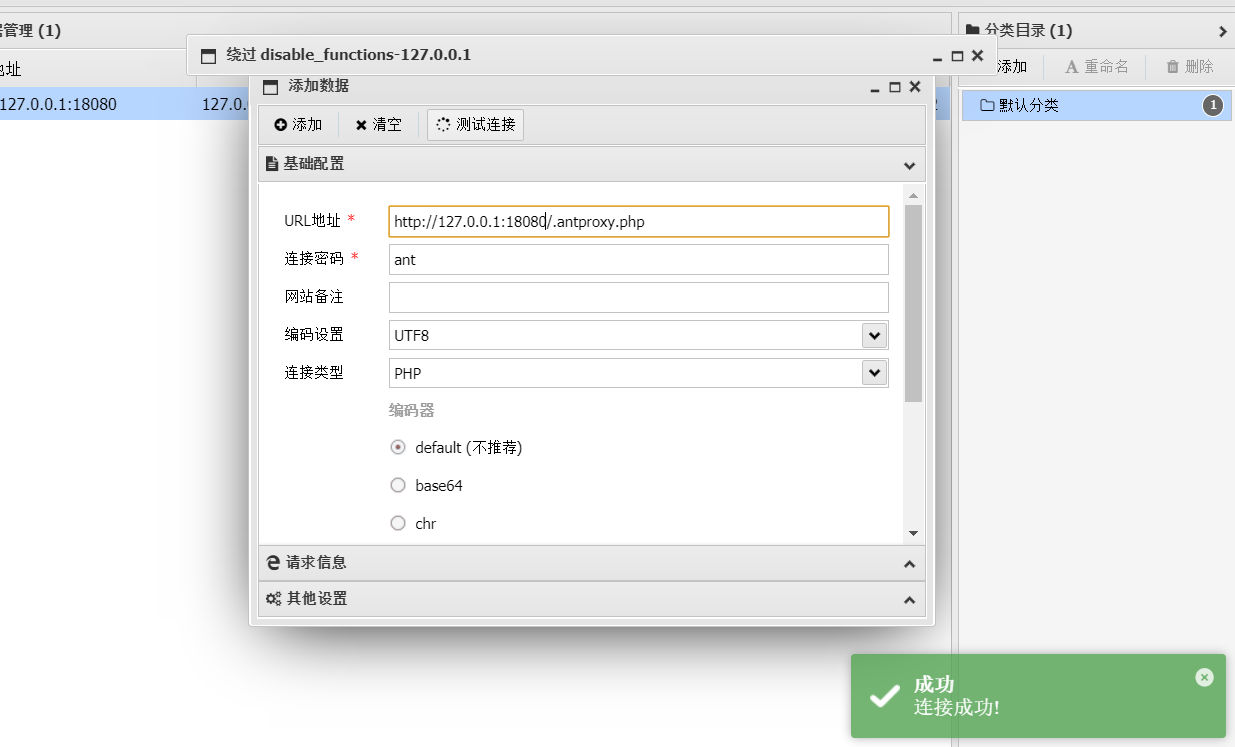 管理 (1)
分类目录 (1)
绕过 disable_functions-127.0.0.1
址
添加
重命名
删除
添加数据
127.0.0.1:18080
127.0.
默认分类
1
添加
清空
测试连接
基础配置
URL地址 *
http://127.0.0.1:18080/.antproxy.php
连接密码 *
ant
网站备注
编码设置
UTF8
连接类型
PHP
编码器
default (不推荐)
base64
chr
请求信息
其他设置
成功
连接成功!